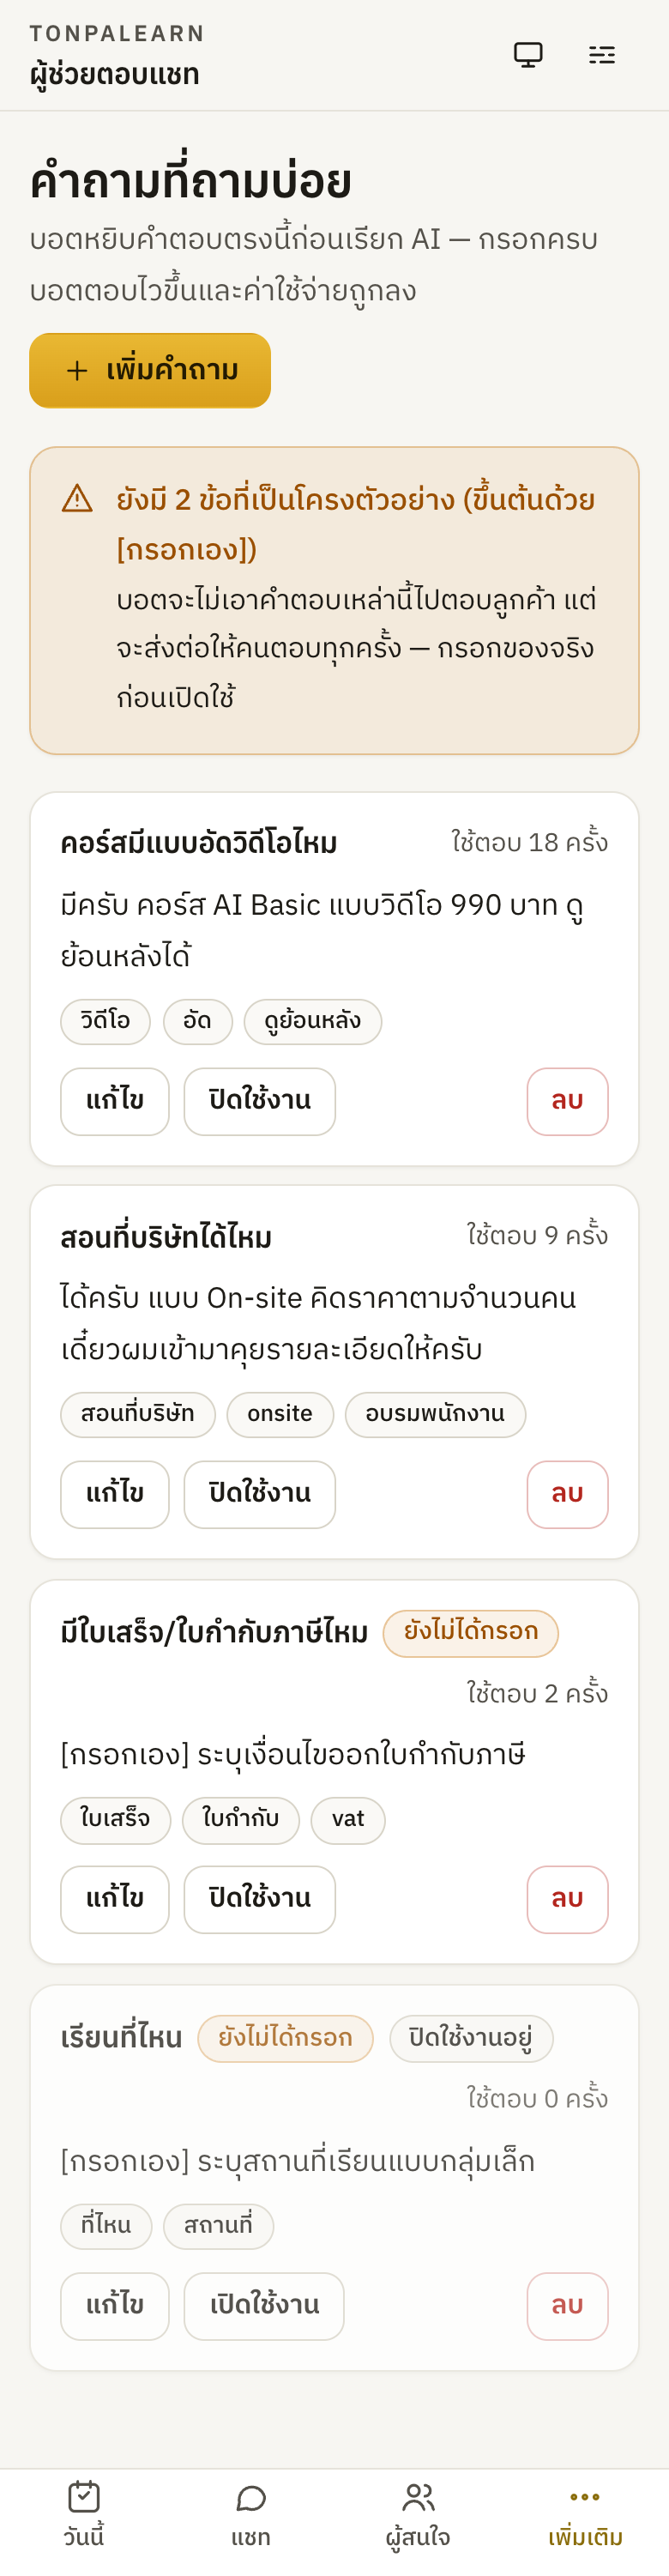 TONPALEARN
ผู้ช่วยตอบแชท
คำถามที่ถามบ่อย
บอตหยิบคำตอบตรงนี้ก่อนเรียก AI — กรอกครบ
บอตตอบไวขึ้นและค่าใช้จ่ายถูกลง
+ เพิ่มคำถาม
ยังมี 2 ข้อที่เป็นโครงตัวอย่าง (ขึ้นต้นด้วย
[กรอกเอง])
บอตจะไม่เอาคำตอบเหล่านี้ไปตอบลูกค้า แต่
จะส่งต่อให้คนตอบทุกครั้ง — กรอกของจริง
ก่อนเปิดใช้
คอร์สมีแบบอัดวิดีโอไหม ใช้ตอบ 18 ครั้ง
มีครับ คอร์ส AI Basic แบบวิดีโอ 990 บาท ดู
ย้อนหลังได้
วิดีโอ อัด ดูย้อนหลัง
แก้ไข ปิดใช้งาน ลบ
สอนที่บริษัทได้ไหม ใช้ตอบ 9 ครั้ง
ได้ครับ แบบ On-site คิดราคาตามจำนวนคน
เดี๋ยวผมเข้ามาคุยรายละเอียดให้ครับ
สอนที่บริษัท onsite อบรมพนักงาน
แก้ไข ปิดใช้งาน ลบ
มีใบเสร็จ/ใบกำกับภาษีไหม ยังไม่ได้กรอก
ใช้ตอบ 2 ครั้ง
[กรอกเอง] ระบุเงื่อนไขออกใบกำกับภาษี
ใบเสร็จ ใบกำกับ vat
แก้ไข ปิดใช้งาน ลบ
เรียนที่ไหน ยังไม่ได้กรอก ปิดใช้งานอยู่
ใช้ตอบ 0 ครั้ง
[กรอกเอง] ระบุสถานที่เรียนแบบกลุ่มเล็ก
ที่ไหน สถานที่
แก้ไข เปิดใช้งาน ลบ
วันนี้ แชท ผู้สนใจ เพิ่มเติม